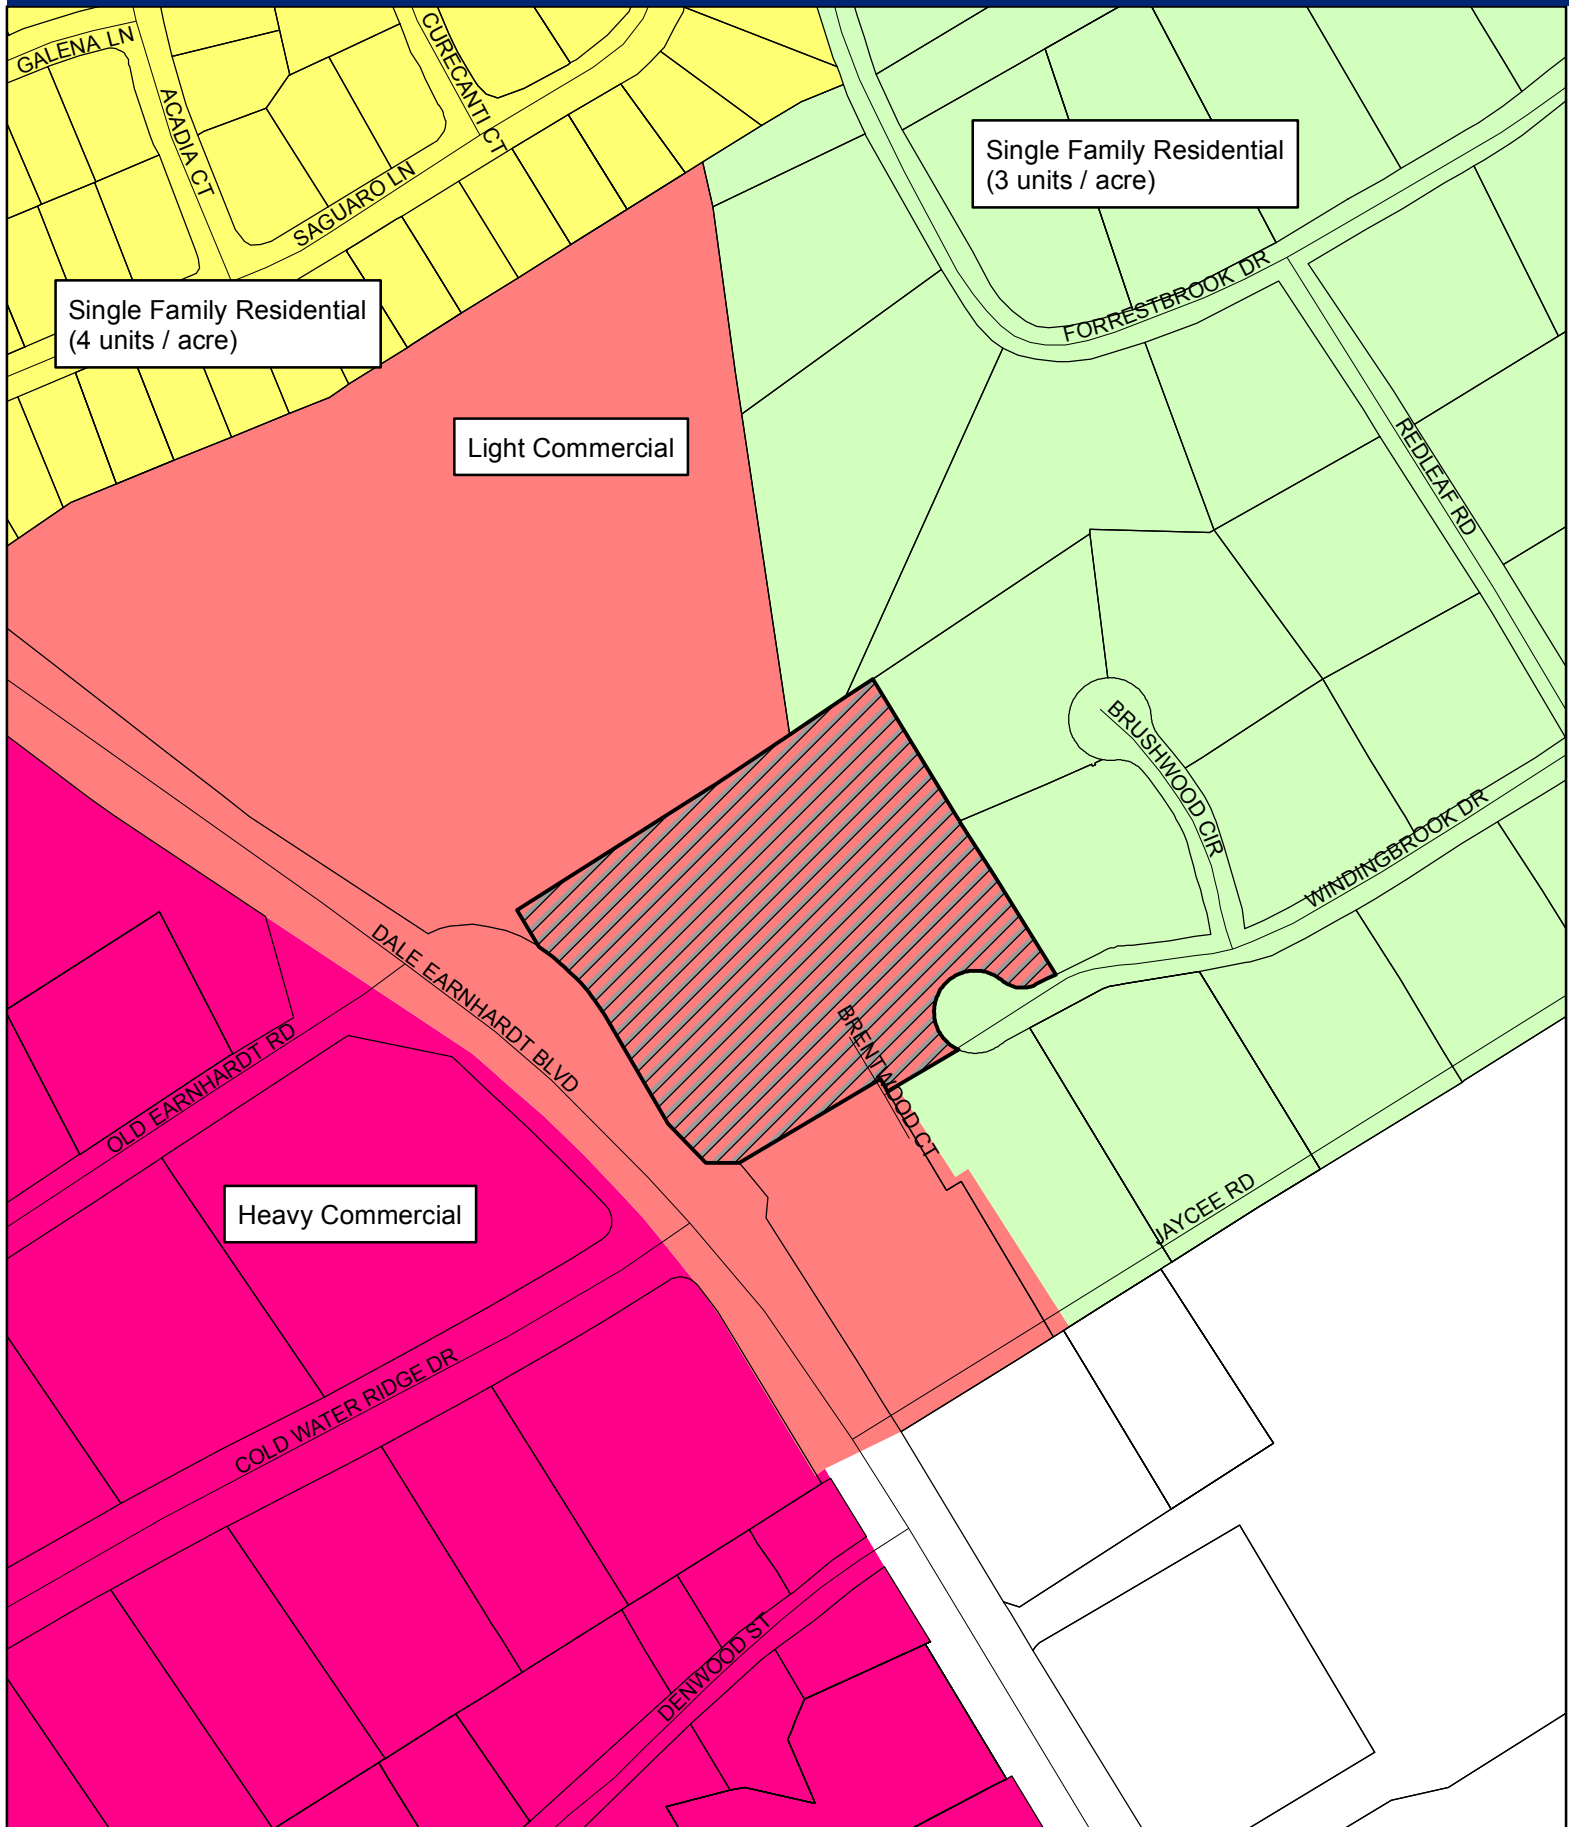 GALENA LN
CURECANTI CT
ACADIA CT
SAGUARO LN
Single Family Residential
(3 units / acre)
FORRESTBROOK DR
Single Family Residential
(4 units / acre)
Light Commercial
REDLEAF RD
BRUSHWOOD CIR
WINDINGBROOK DR
DALE EARNHARDT BLVD
BRENTWOOD CT
OLD EARNHARDT RD
JAYCEE RD
Heavy Commercial
COLD WATER RIDGE DR
DENWOOD ST